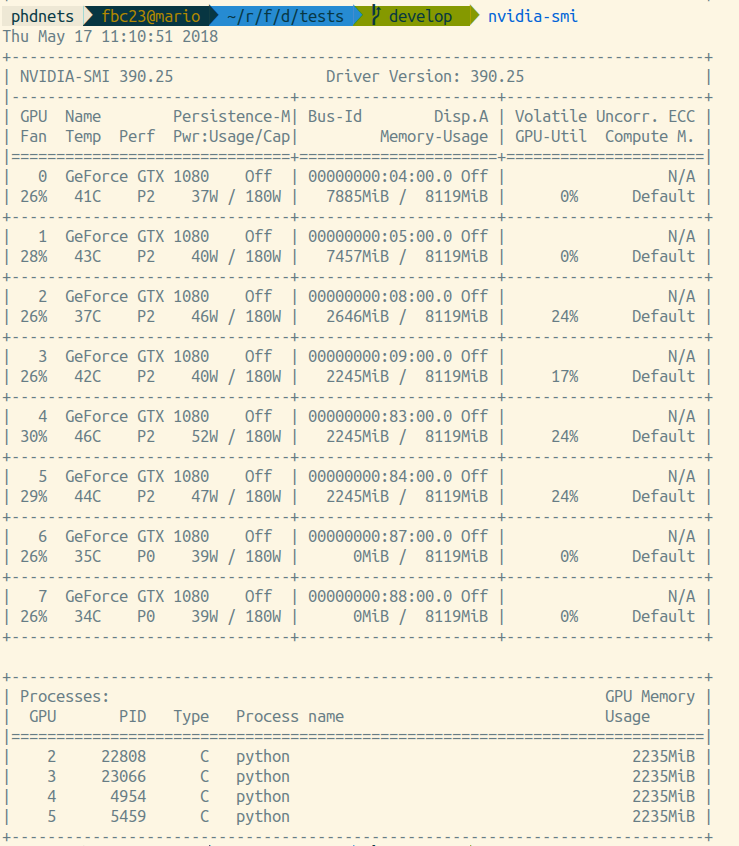 phdnets fbc23@mario ~/r/f/d/tests develop nvidia-smi
Thu May 17 11:10:51 2018
+-----------------------------------------------------------------------------+
| NVIDIA-SMI 390.25                 Driver Version: 390.25                    |
|-------------------------------+----------------------+----------------------+
| GPU  Name        Persistence-M| Bus-Id        Disp.A | Volatile Uncorr. ECC |
| Fan  Temp  Perf  Pwr:Usage/Cap|         Memory-Usage | GPU-Util  Compute M. |
|===============================+======================+======================|
|   0  GeForce GTX 1080    Off  | 00000000:04:00.0 Off |                  N/A |
| 26%   41C    P2    37W / 180W |   7885MiB /  8119MiB |      0%      Default |
+-------------------------------+----------------------+----------------------+
|   1  GeForce GTX 1080    Off  | 00000000:05:00.0 Off |                  N/A |
| 28%   43C    P2    40W / 180W |   7457MiB /  8119MiB |      0%      Default |
+-------------------------------+----------------------+----------------------+
|   2  GeForce GTX 1080    Off  | 00000000:08:00.0 Off |                  N/A |
| 26%   37C    P2    46W / 180W |   2646MiB /  8119MiB |     24%      Default |
+-------------------------------+----------------------+----------------------+
|   3  GeForce GTX 1080    Off  | 00000000:09:00.0 Off |                  N/A |
| 26%   42C    P2    40W / 180W |   2245MiB /  8119MiB |     17%      Default |
+-------------------------------+----------------------+----------------------+
|   4  GeForce GTX 1080    Off  | 00000000:83:00.0 Off |                  N/A |
| 30%   46C    P2    52W / 180W |   2245MiB /  8119MiB |     24%      Default |
+-------------------------------+----------------------+----------------------+
|   5  GeForce GTX 1080    Off  | 00000000:84:00.0 Off |                  N/A |
| 29%   44C    P2    47W / 180W |   2245MiB /  8119MiB |     24%      Default |
+-------------------------------+----------------------+----------------------+
|   6  GeForce GTX 1080    Off  | 00000000:87:00.0 Off |                  N/A |
| 26%   35C    P0    39W / 180W |      0MiB /  8119MiB |      0%      Default |
+-------------------------------+----------------------+----------------------+
|   7  GeForce GTX 1080    Off  | 00000000:88:00.0 Off |                  N/A |
| 26%   34C    P0    39W / 180W |      0MiB /  8119MiB |      0%      Default |
+-------------------------------+----------------------+----------------------+

+-----------------------------------------------------------------------------+
| Processes:                                                       GPU Memory |
|  GPU       PID   Type   Process name                             Usage      |
|=============================================================================|
|    2     22808      C   python                                      2235MiB |
|    3     23066      C   python                                      2235MiB |
|    4      4954      C   python                                      2235MiB |
|    5      5459      C   python                                      2235MiB |
+-----------------------------------------------------------------------------+